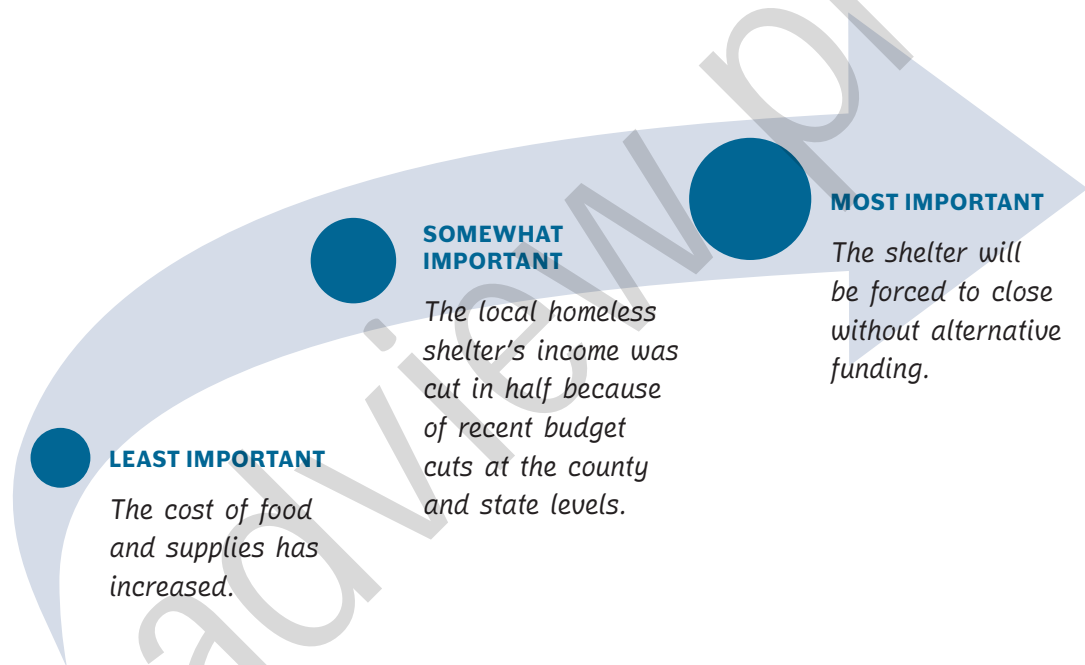 LEAST IMPORTANT
The cost of food
and supplies has
increased.
SOMEWHAT
IMPORTANT
The local homeless
shelter's income was
cut in half because
of recent budget
cuts at the county
and state levels.
MOST IMPORTANT
The shelter will
be forced to close
without alternative
funding.